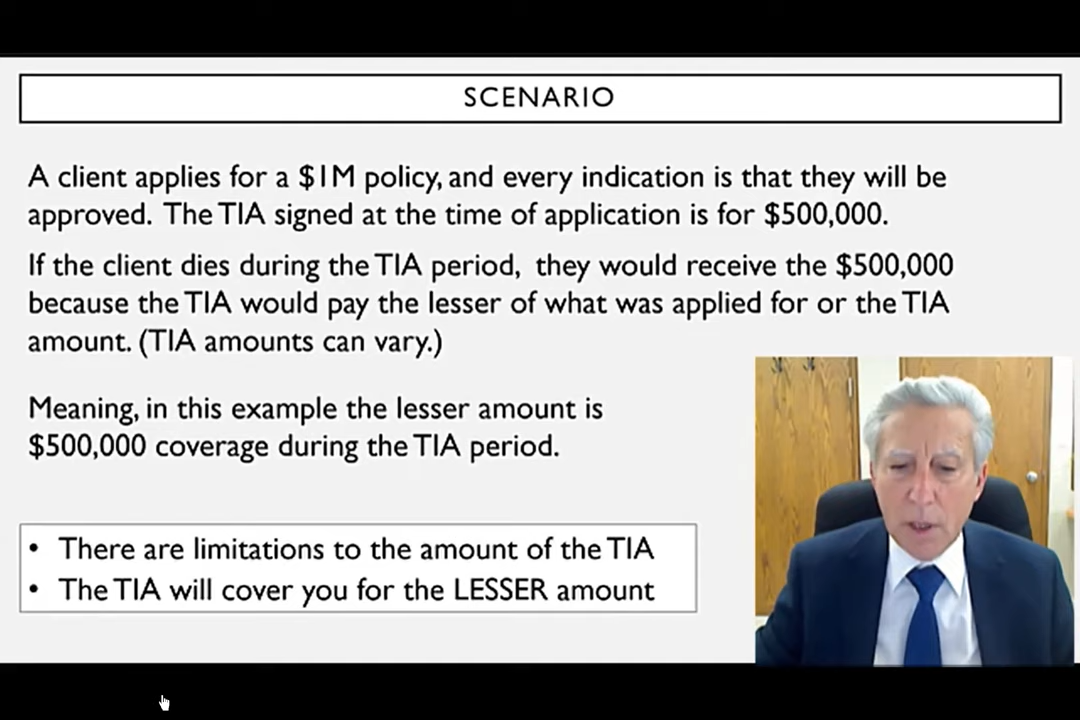 SCENARIO
A client applies for a $1M policy, and every indication is that they will be
approved. The TIA signed at the time of application is for $500,000.
If the client dies during the TIA period, they would receive the $500,000
because the TIA would pay the lesser of what was applied for or the TIA
amount. (TIA amounts can vary.)
Meaning, in this example the lesser amount is
$500,000 coverage during the TIA period.
• There are limitations to the amount of the TIA
• The TIA will cover you for the LESSER amount